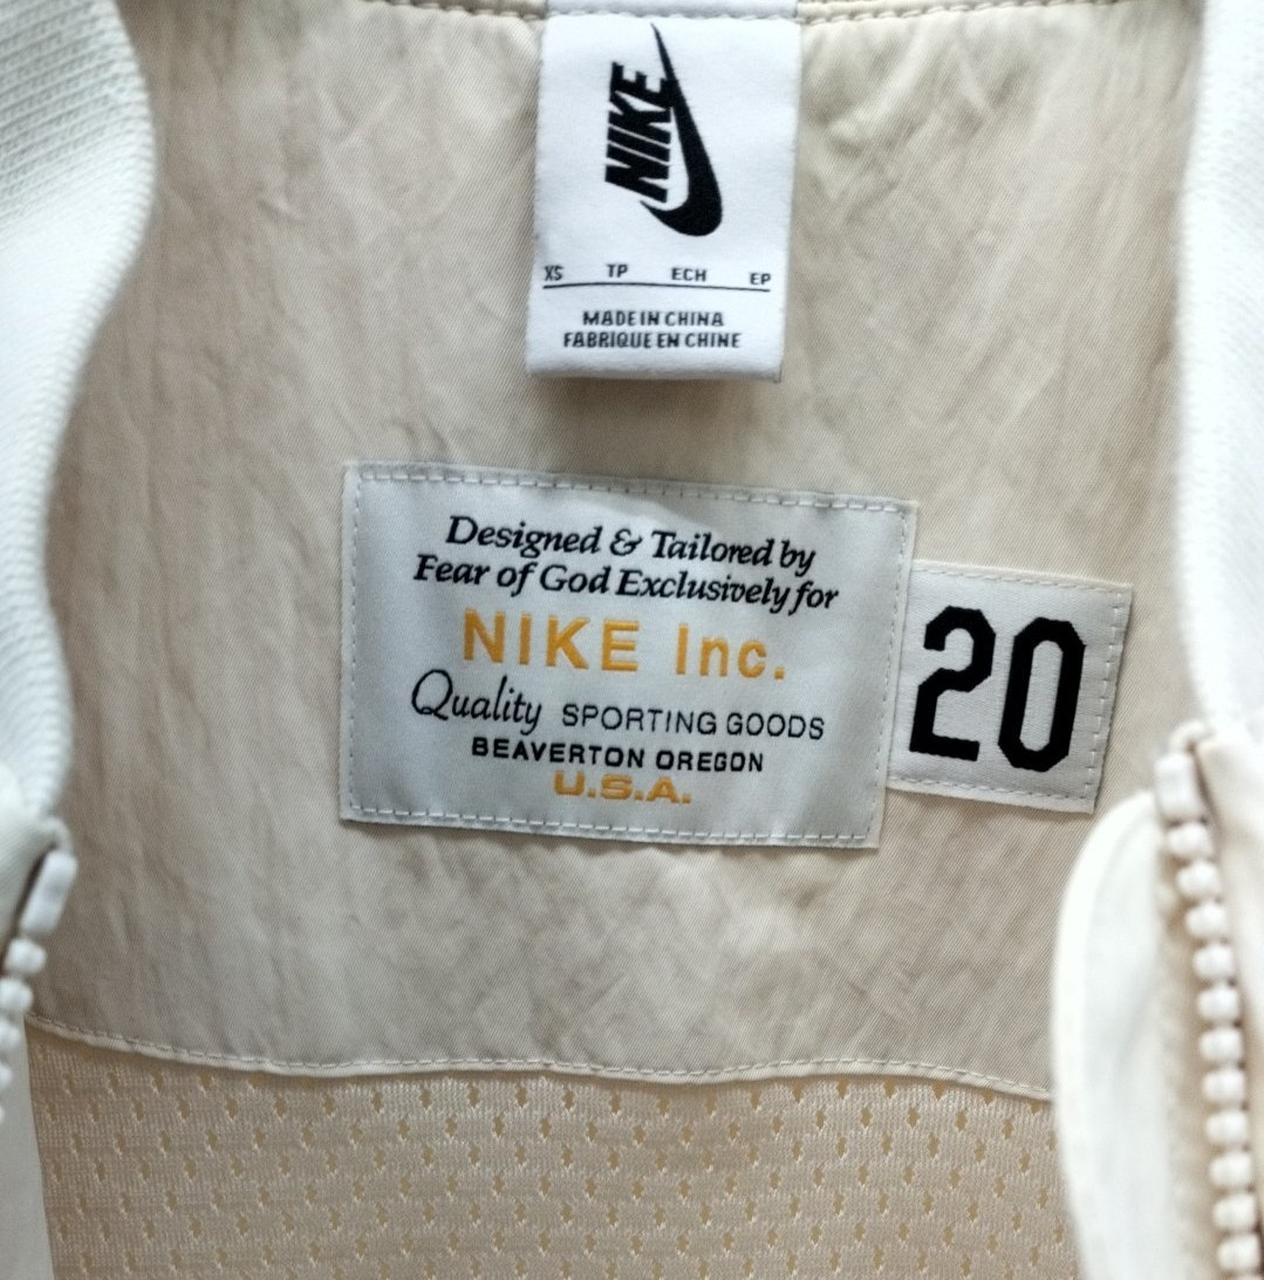 NIKE
XS TP ECH EP
MADE IN CHINA
FABRIQUE EN CHINE
Designed & Tailored by
Fear of God Exclusively for
NIKE Inc.
Quality SPORTING GOODS
BEAVERTON OREGON
U.S.A.
20